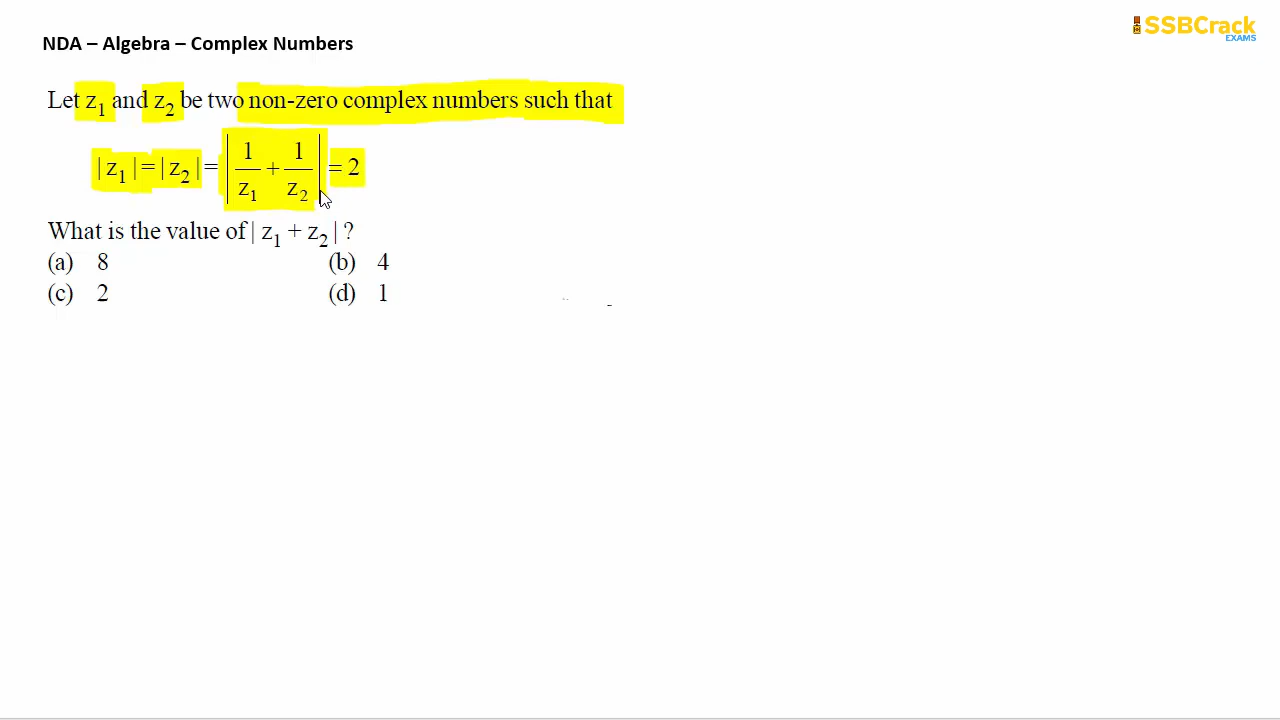 SSBCrack
EXAMS
NDA – Algebra – Complex Numbers
Let z₁ and z₂ be two non-zero complex numbers such that
|z₁|=|z₂|=|1/z₁+1/z₂|=2
What is the value of | z₁ + z₂ | ?
(a) 8 (b) 4
(c) 2 (d) 1